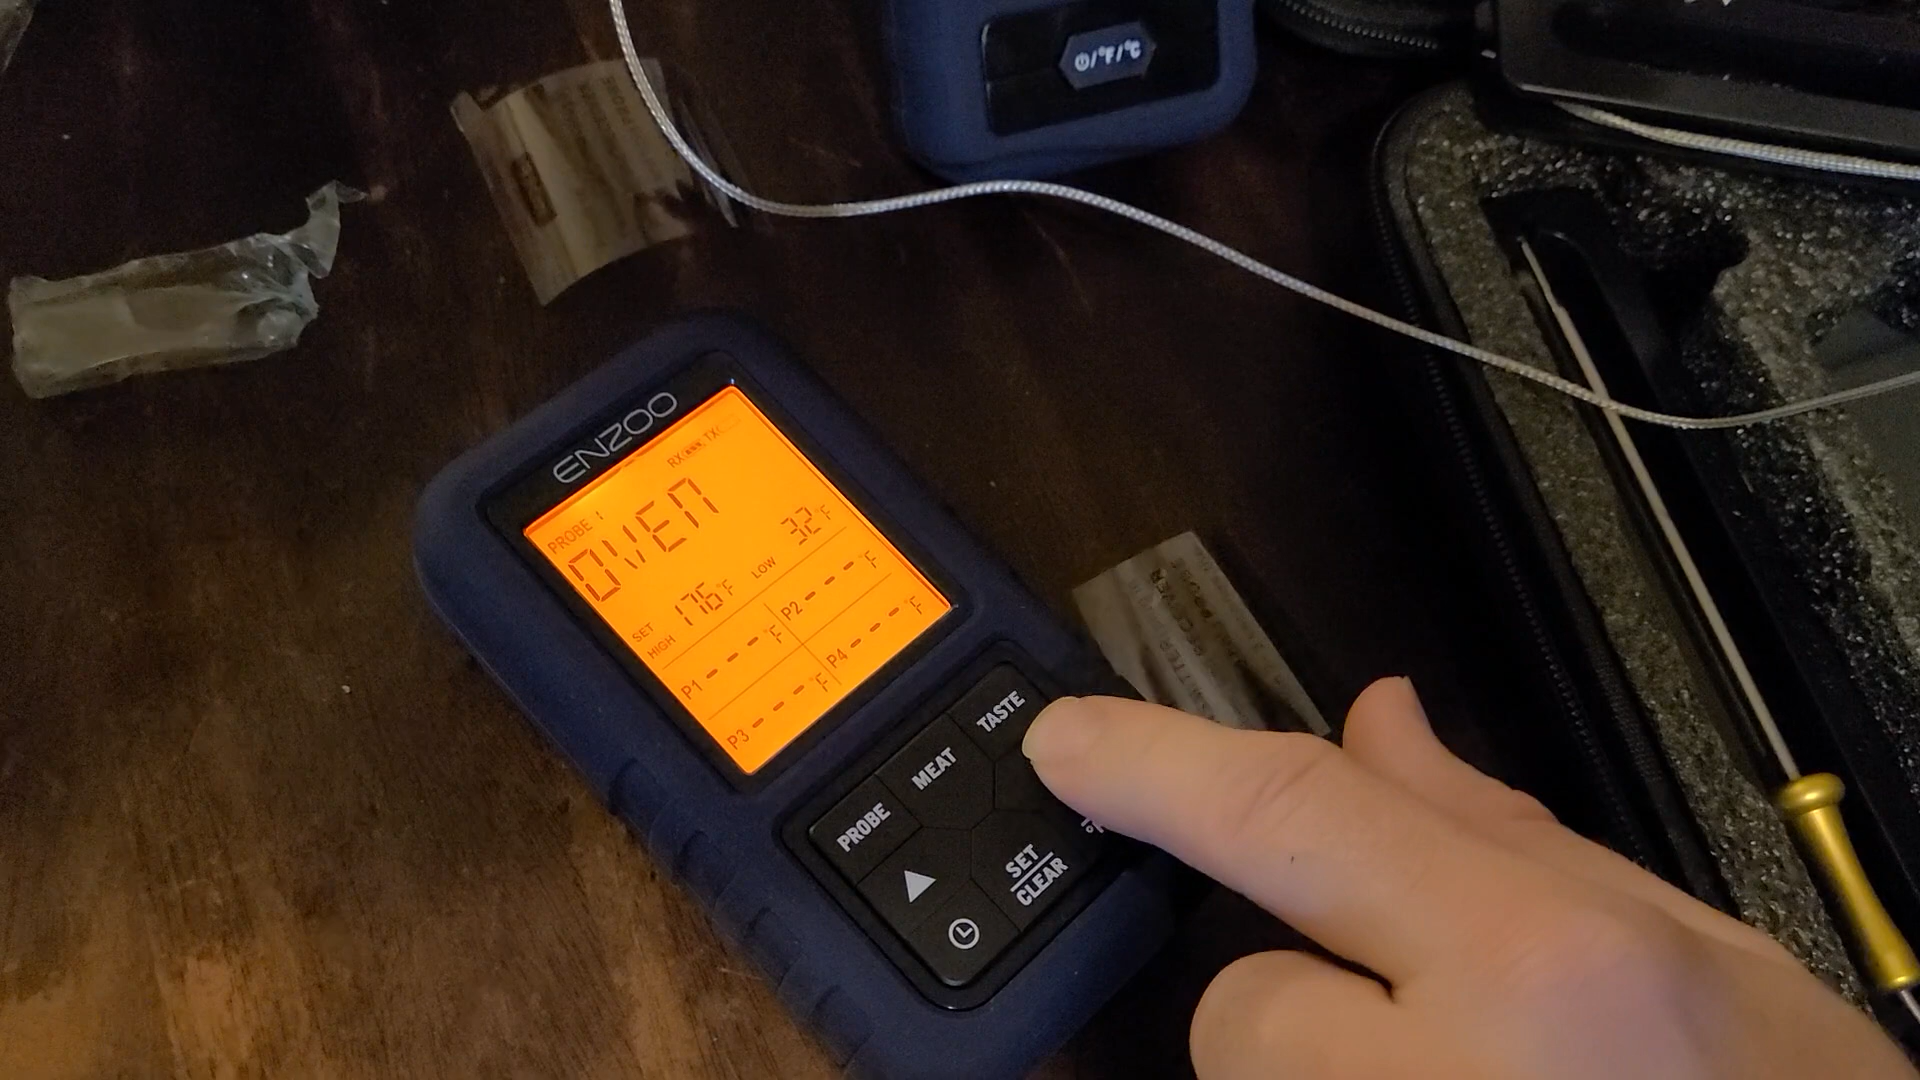 ⏻/°F/°C
ENZOO
RX TX
PROBE 1
OVEN
SET HIGH 176°F LOW 32°F
P1 ---°F P2 ---°F
P3 ---°F P4 ---°F
PROBE MEAT TASTE
SET
CLEAR